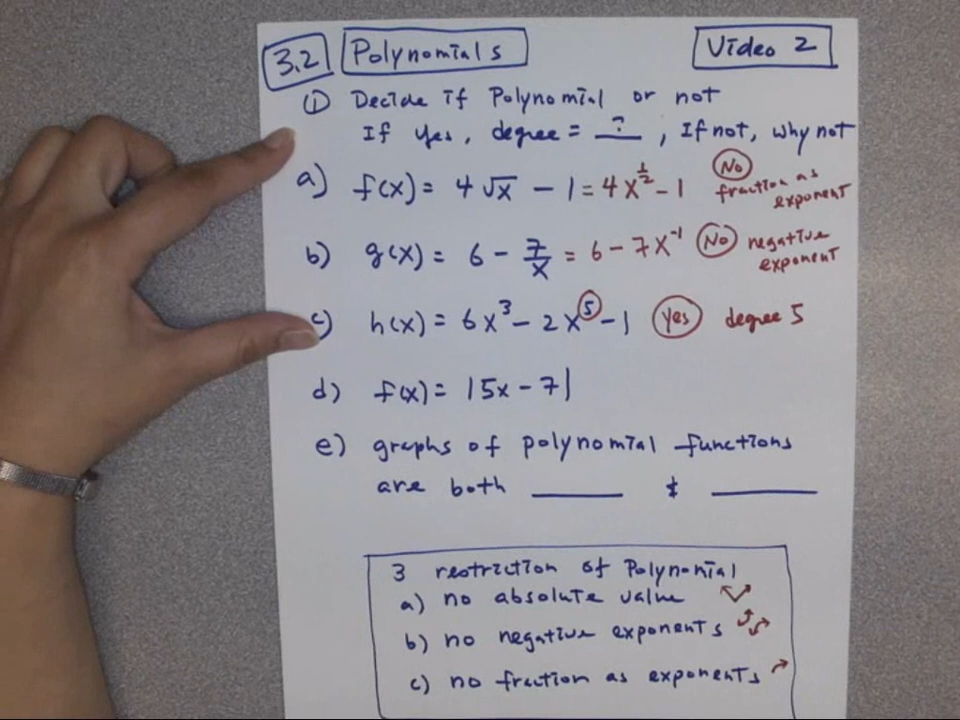 3.2 Polynomials Video 2
① Decide if Polynomial or not
If yes, degree = ? , If not, why not
a) f(x) = 4√x - 1 = 4x^½ - 1 No fraction as exponent
b) g(x) = 6 - 7/x = 6 - 7x⁻¹ No negative exponent
c) h(x) = 6x³ - 2x⁵ - 1 Yes degree 5
d) f(x) = |5x - 7|
e) graphs of polynomial functions
are both ______ & ______
3 restriction of Polynomial
a) no absolute value
b) no negative exponents
c) no fraction as exponents